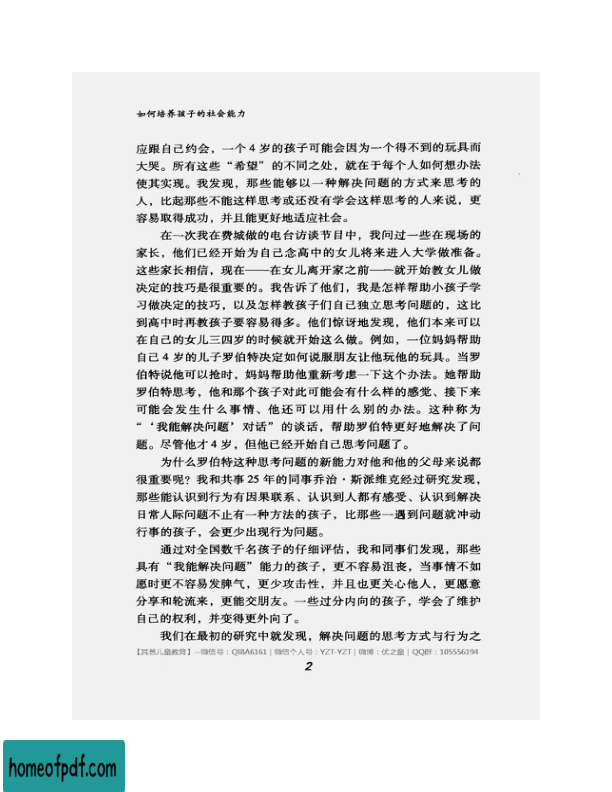 如何培养孩子的社会能力
应跟自己约会，一个 4 岁的孩子可能会因为一个得不到的玩具而
大哭。所有这些“希望”的不同之处，就在于每个人如何想办法
使其实现。我发现，那些能够以一种解决问题的方式来思考的
人，比起那些不能这样思考或还没有学会这样思考的人来说，更
容易取得成功，并且能更好地适应社会。
在一次我在费城做的电台访谈节目中，我问过一些在现场的
家长，他们已经开始为自己念高中的女儿将来进入大学做准备。
这些家长相信，现在——在女儿离开家之前——就开始教女儿做
决定的技巧是很重要的。我告诉了他们，我是怎样帮助小孩子学
习做决定的技巧，以及怎样教孩子们自己独立思考问题的，这比
到高中时再教孩子要容易得多。他们惊讶地发现，他们本来可以
在自己的女儿三四岁的时候就开始这么做。例如，一位妈妈帮助
自己 4 岁的儿子罗伯特决定如何说服朋友让他玩他的玩具。当罗
伯特说他可以抢时，妈妈帮助他重新考虑一下这个办法。她帮助
罗伯特思考，他和那个孩子对此可能会有什么样的感觉、接下来
可能会发生什么事情、他还可以用什么别的办法。这种称为
“‘我能解决问题’对话”的谈话，帮助罗伯特更好地解决了问
题。尽管他才 4 岁，但他已经开始自己思考问题了。
为什么罗伯特这种思考问题的新能力对他和他的父母来说都
很重要呢？我和共事 25 年的同事乔治·斯派维克经过研究发现，
那些能认识到行为有因果联系、认识到人都有感受、认识到解决
日常人际问题不止有一种方法的孩子，比那些一遇到问题就冲动
行事的孩子，会更少出现行为问题。
通过对全国数千名孩子的仔细评估，我和同事们发现，那些
具有“我能解决问题”能力的孩子，更不容易沮丧，当事情不如
愿时更不容易发脾气，更少攻击性，并且也更关心他人，更愿意
分享和轮流来，更能交朋友。一些过分内向的孩子，学会了维护
自己的权利，并变得更外向了。
我们在最初的研究中就发现，解决问题的思考方式与行为之
【其爸儿童教育】—微信号：QIBA6161｜微信个人号：YZT-YZT｜微博：优之童｜QQ群：105556194
2
homeofpdf.com